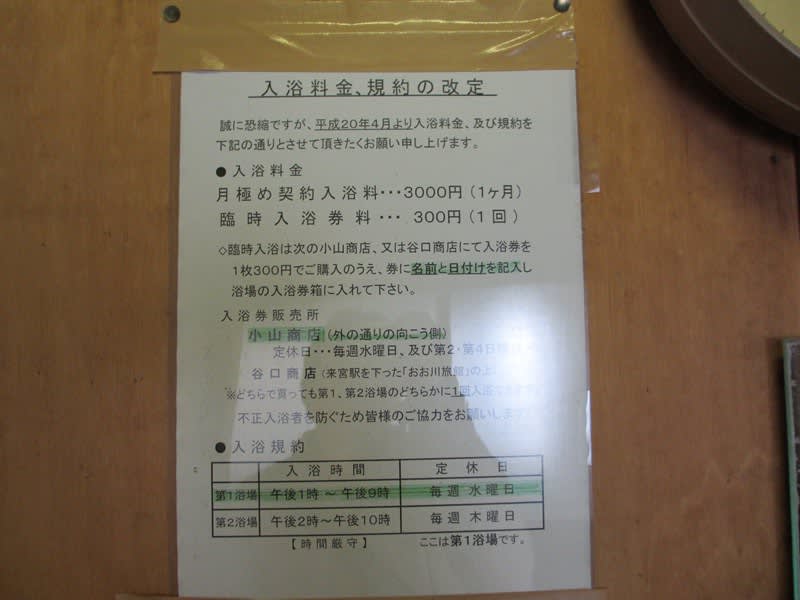 入浴料金、規約の改定
誠に恐縮ですが、平成20年4月より入浴料金、及び規約を
下記の通りとさせて頂きたくお願い申し上げます。
●入浴料金
月極め契約入浴料・・・3000円(1ヶ月)
臨時入浴券料・・・300円(1回)
◇臨時入浴は次の小山商店、又は谷口商店にて入浴券を
1枚300円でご購入のうえ、券に名前と日付けを記入し
浴場の入浴券箱に入れて下さい。
入浴券販売所
小山商店(外の通りの向こう側)
定休日・・・毎週水曜日、及び第2・第4日曜
谷口商店(来宮駅を下った「おお川旅館」の上
※どちらで買っても第1、第2浴場のどちらかに1回入浴できます。
不正入浴者を防ぐため皆様のご協力をお願いします。
●入浴規約
入浴時間 定休日
第1浴場 午後1時～午後9時 毎週水曜日
第2浴場 午後2時～午後10時 毎週木曜日
【時間厳守】 ここは第1浴場です。